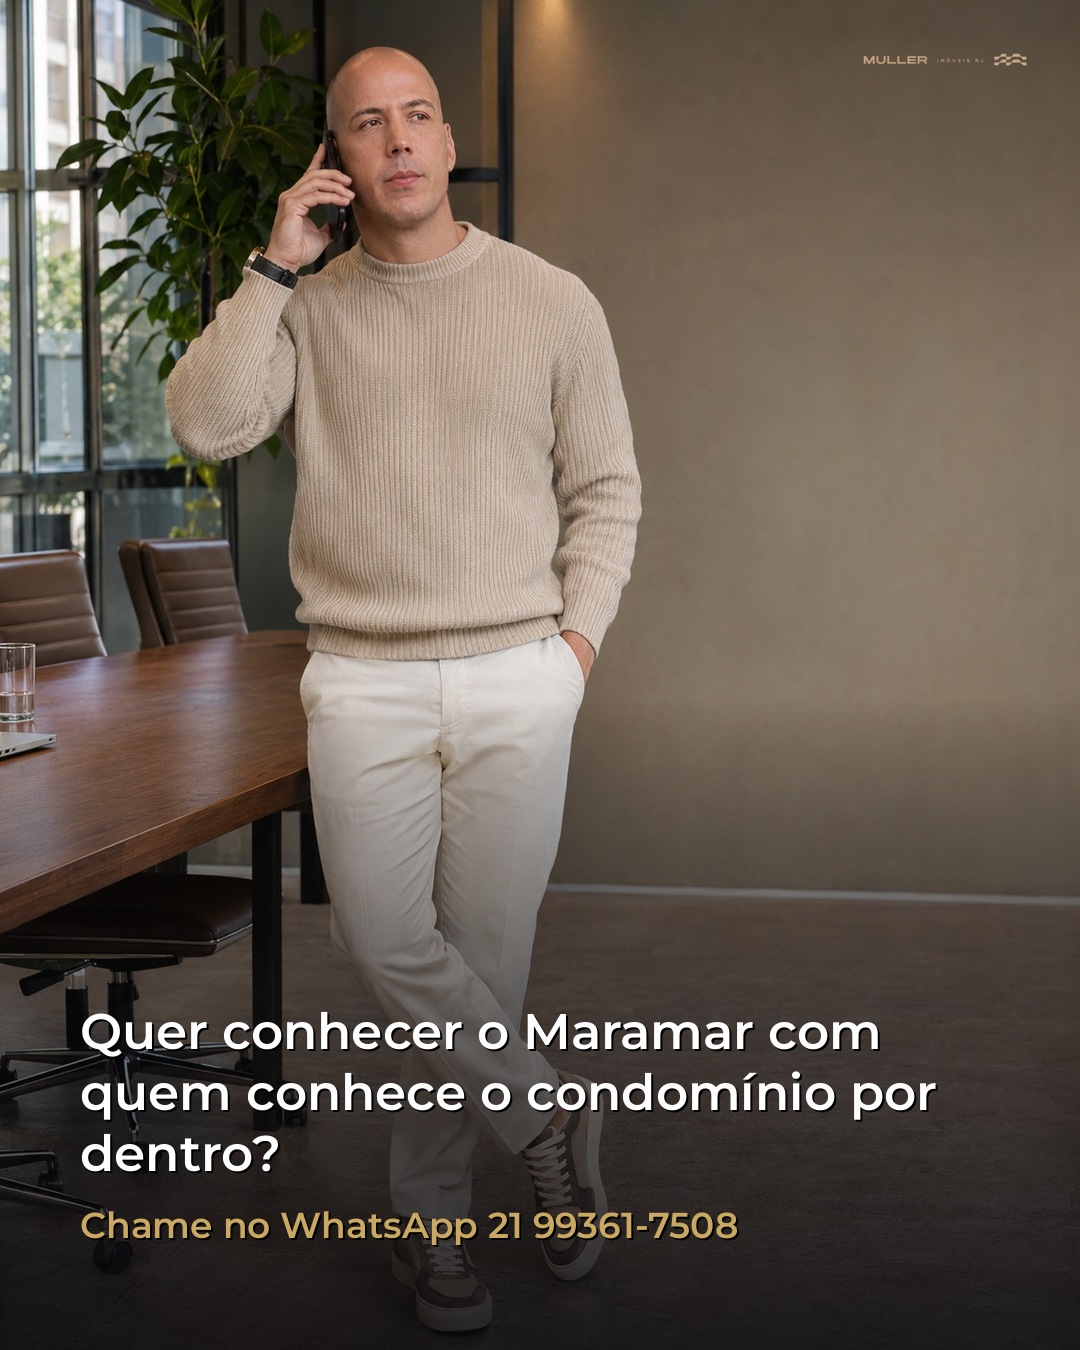 MULLER IMÓVEIS RJ
Quer conhecer o Maramar com
quem conhece o condomínio por
dentro?
Chame no WhatsApp 21 99361-7508